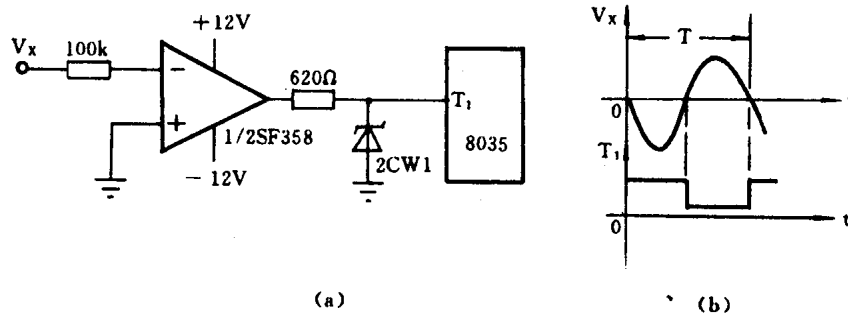 Vx
100k
+12V
−
+
620Ω
1/2SF358
−12V
2CW1
T₁
8035
(a)
Vx
T
0
T₁
0
t
(b)